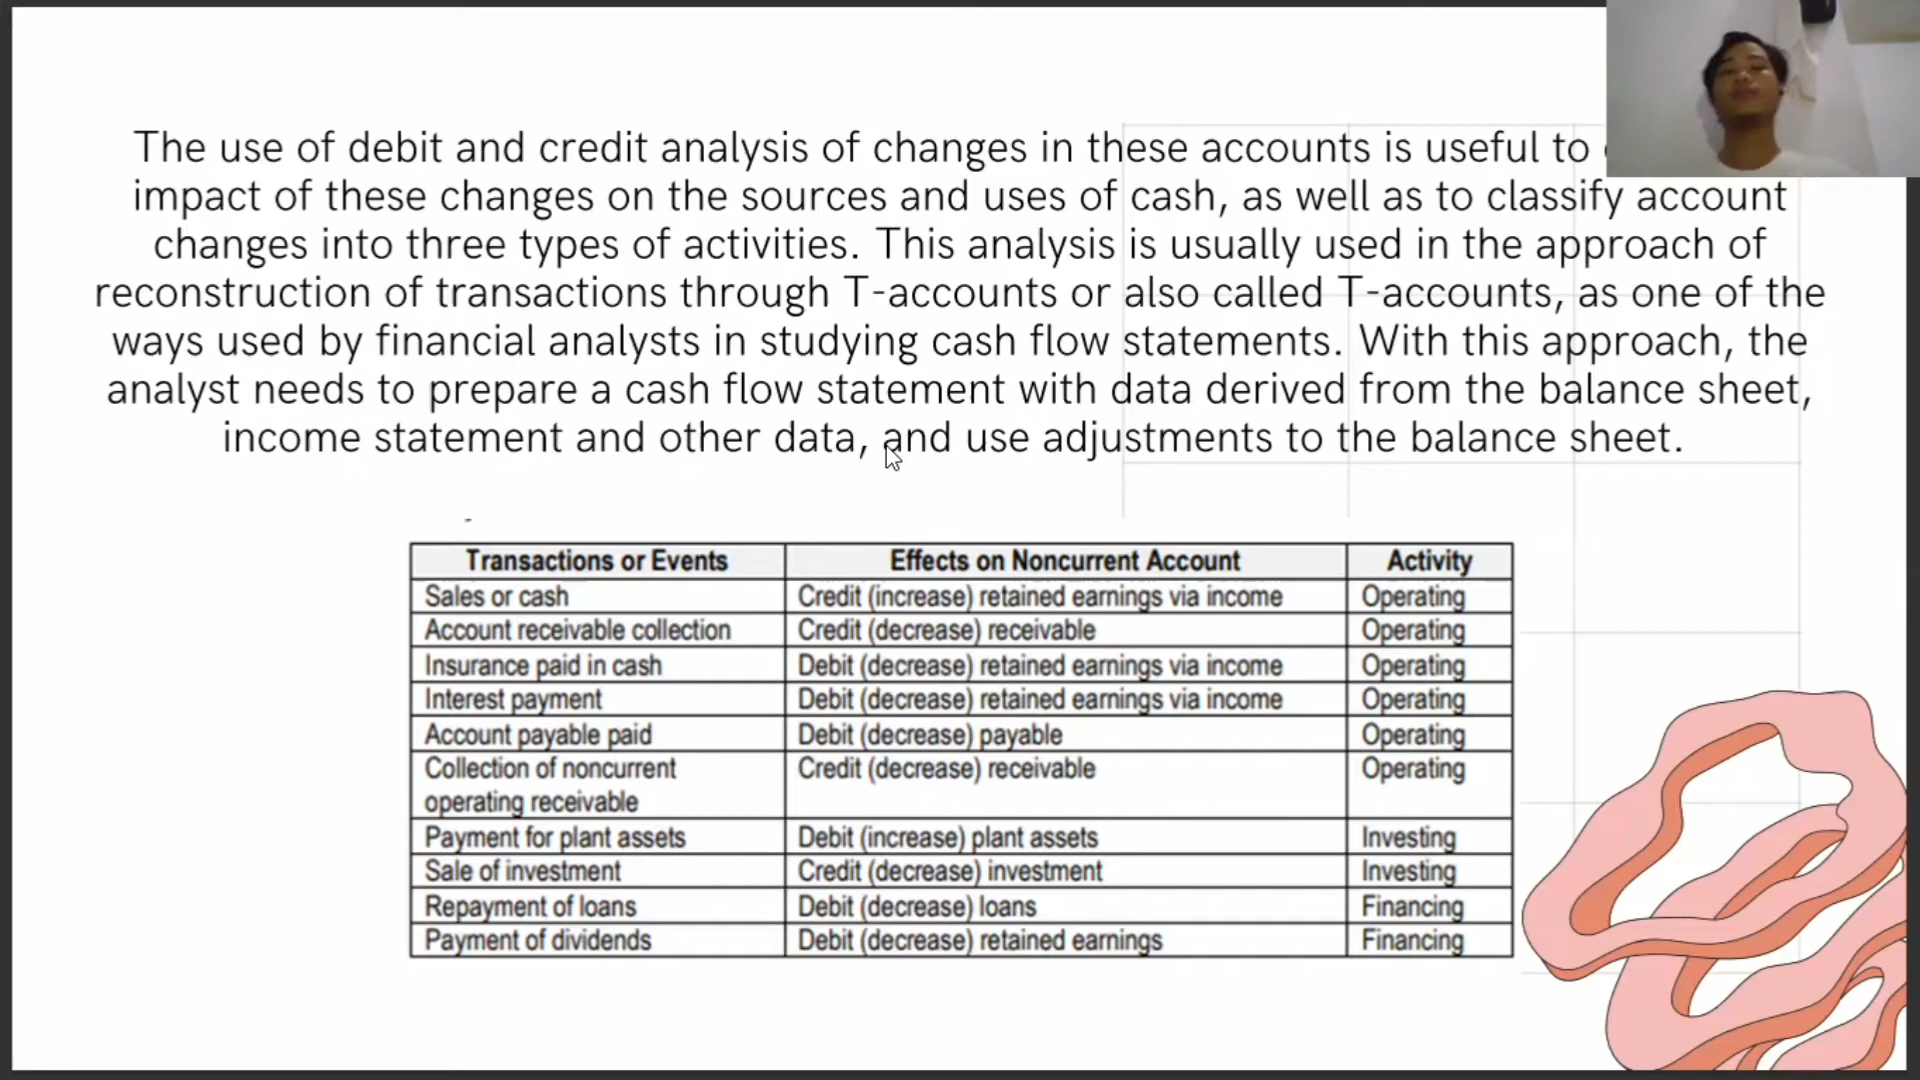 The use of debit and credit analysis of changes in these accounts is useful to
impact of these changes on the sources and uses of cash, as well as to classify account
changes into three types of activities. This analysis is usually used in the approach of
reconstruction of transactions through T-accounts or also called T-accounts, as one of the
ways used by financial analysts in studying cash flow statements. With this approach, the
analyst needs to prepare a cash flow statement with data derived from the balance sheet,
income statement and other data, and use adjustments to the balance sheet.
Transactions or Events Effects on Noncurrent Account Activity
Sales or cash Credit (increase) retained earnings via income Operating
Account receivable collection Credit (decrease) receivable Operating
Insurance paid in cash Debit (decrease) retained earnings via income Operating
Interest payment Debit (decrease) retained earnings via income Operating
Account payable paid Debit (decrease) payable Operating
Collection of noncurrent Credit (decrease) receivable Operating
operating receivable
Payment for plant assets Debit (increase) plant assets Investing
Sale of investment Credit (decrease) investment Investing
Repayment of loans Debit (decrease) loans Financing
Payment of dividends Debit (decrease) retained earnings Financing